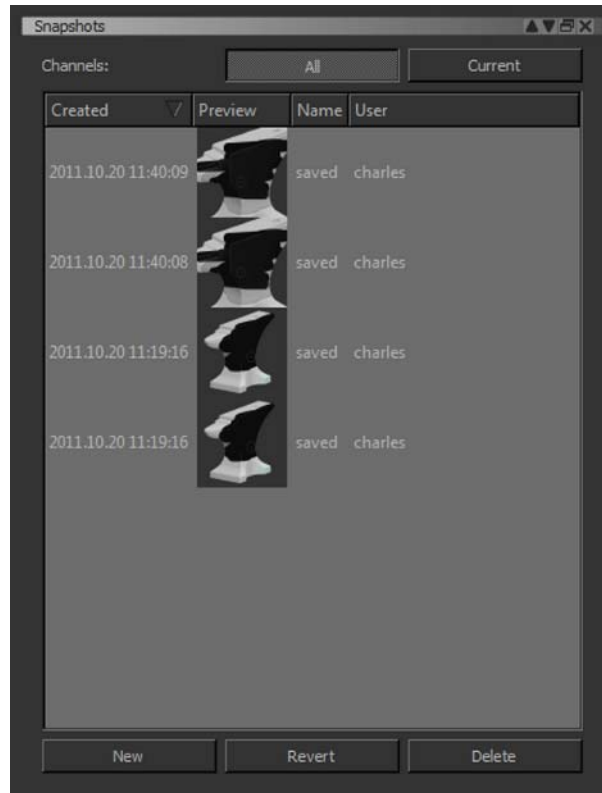 Snapshots
Channels: All Current
Created Preview Name User
2011.10.20 11:40:09 saved charles
2011.10.20 11:40:08 saved charles
2011.10.20 11:19:16 saved charles
2011.10.20 11:19:16 saved charles
New Revert Delete